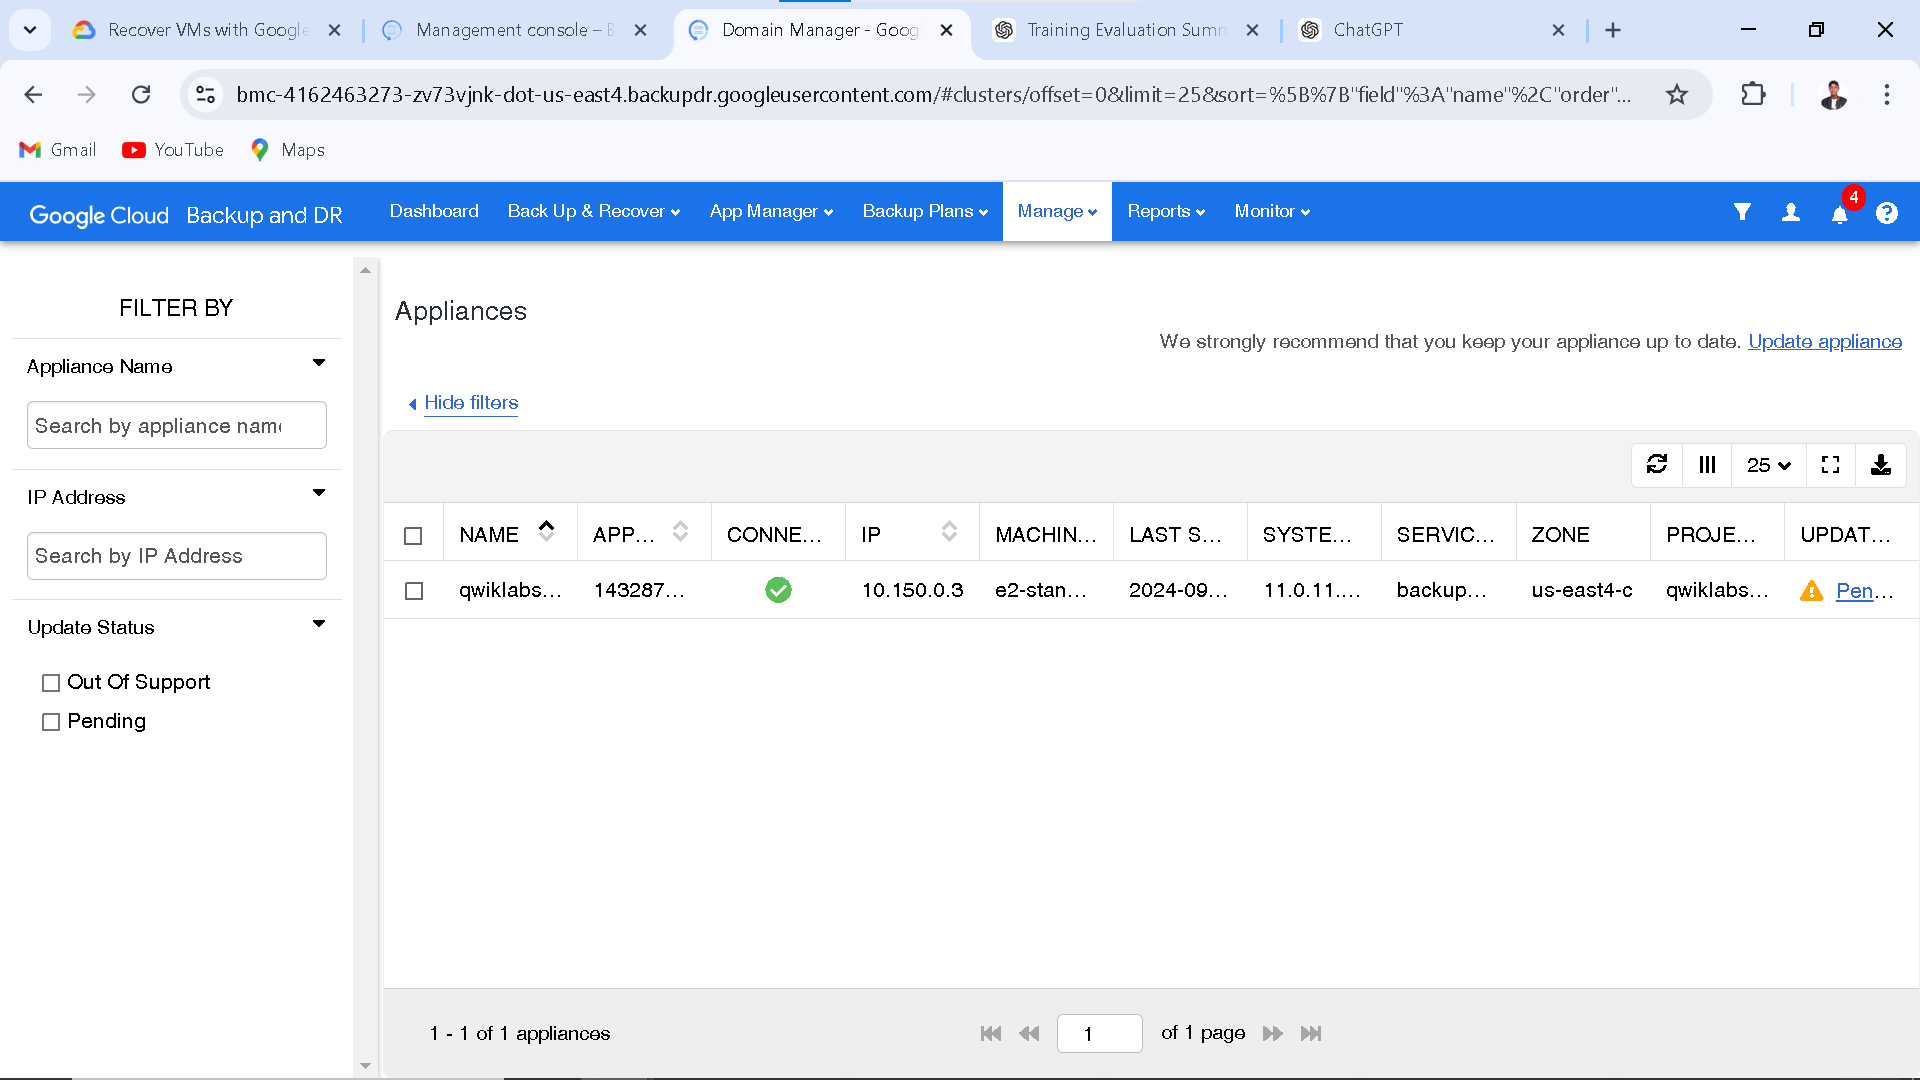 Recover VMs with Google
Management console – B
Domain Manager - Goog
Training Evaluation Summ
ChatGPT
bmc-4162463273-zv73vjnk-dot-us-east4.backupdr.googleusercontent.com/#clusters/offset=0&limit=25&sort=%5B%7B"field"%3A"name"%2C"order"...
Gmail YouTube Maps
Google Cloud Backup and DR Dashboard Back Up & Recover App Manager Backup Plans Manage Reports Monitor 4
FILTER BY
Appliance Name
Search by appliance name
IP Address
Search by IP Address
Update Status
Out Of Support
Pending
Appliances
We strongly recommend that you keep your appliance up to date. Update appliance
Hide filters
25
NAME APP... CONNE... IP MACHIN... LAST S... SYSTE... SERVIC... ZONE PROJE... UPDAT...
qwiklabs... 143287... 10.150.0.3 e2-stan... 2024-09... 11.0.11.... backup... us-east4-c qwiklabs... Pen...
1 - 1 of 1 appliances 1 of 1 page